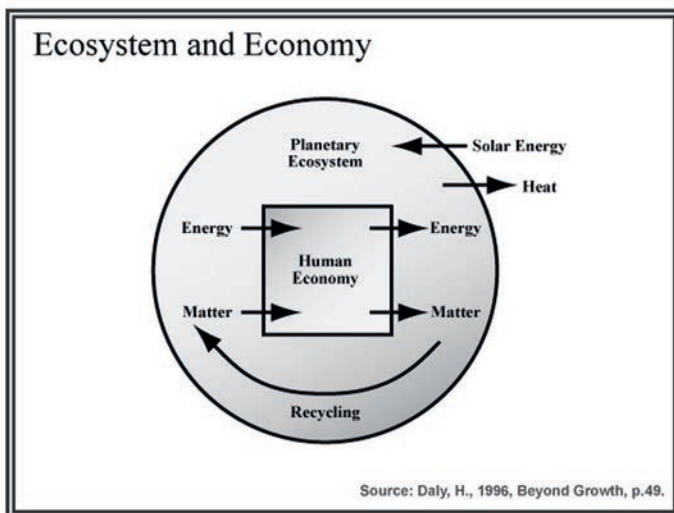 Ecosystem and Economy
Planetary
Ecosystem
Solar Energy
Heat
Energy
Energy
Human
Economy
Matter
Matter
Recycling
Source: Daly, H., 1996, Beyond Growth, p.49.